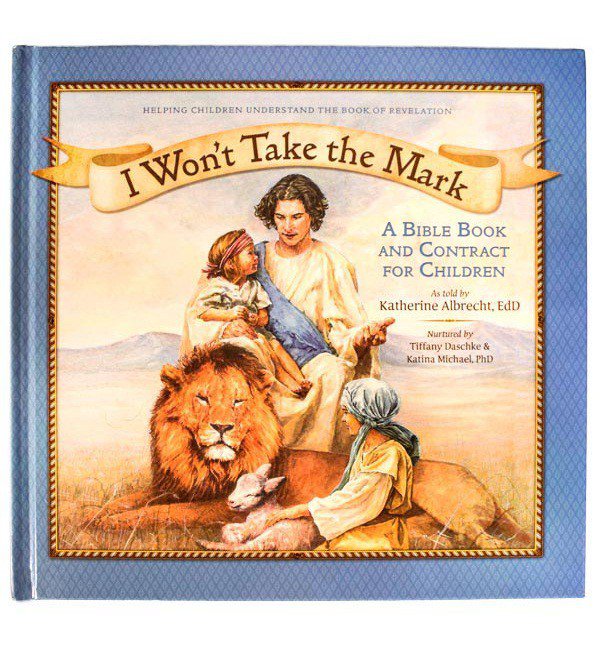 HELPING CHILDREN UNDERSTAND THE BOOK OF REVELATION
I WON'T TAKE THE MARK
A BIBLE BOOK
AND CONTRACT
FOR CHILDREN
As told by
Katherine Albrecht, EdD
Nurtured by
Tiffany Daschke &
Katina Michael, PhD